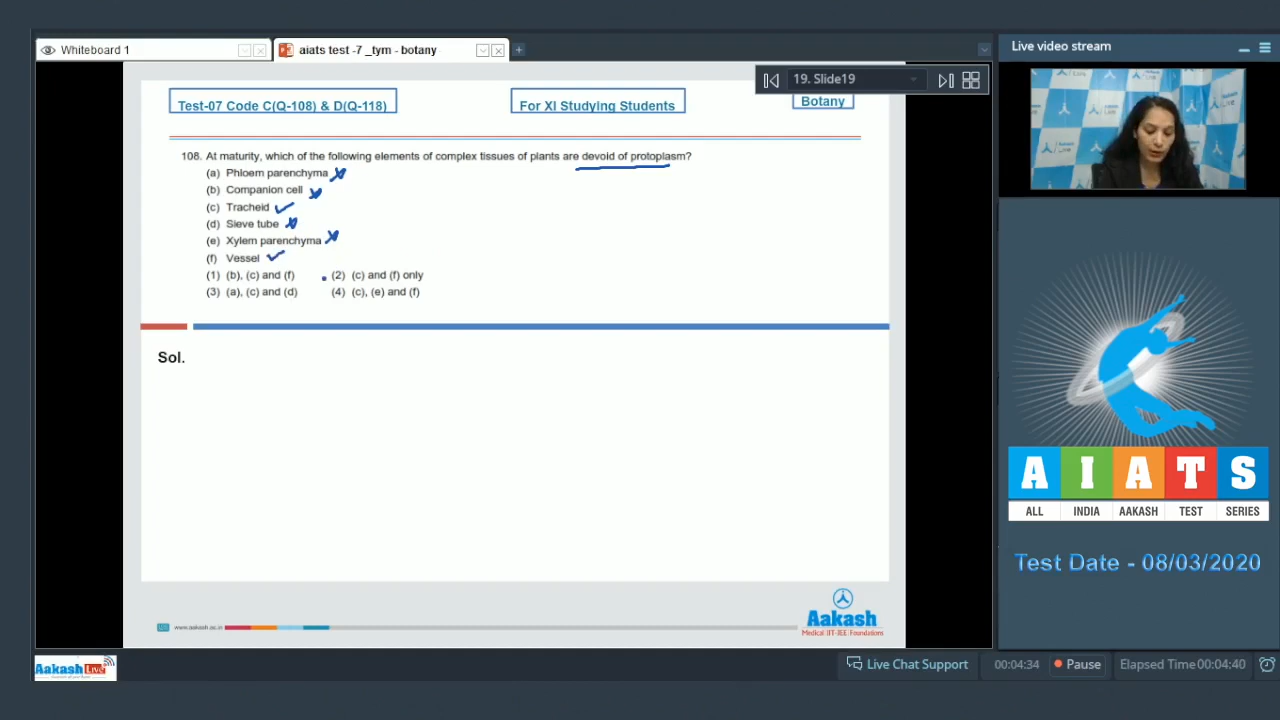 Whiteboard 1
aiats test -7 _tym - botany
Live video stream
19. Slide19
Test-07 Code C(Q-108) & D(Q-118)
For XI Studying Students
Botany
108. At maturity, which of the following elements of complex tissues of plants are devoid of protoplasm?
(a) Phloem parenchyma
(b) Companion cell
(c) Tracheid
(d) Sieve tube
(e) Xylem parenchyma
(f) Vessel
(1) (b), (c) and (f) (2) (c) and (f) only
(3) (a), (c) and (d) (4) (c), (e) and (f)
Sol.
A I A T S
ALL INDIA AAKASH TEST SERIES
Test Date - 08/03/2020
www.aakash.ac.in
Aakash
Medical|IIT-JEE|Foundations
Aakash Live
Live Chat Support
00:04:34
Pause
Elapsed Time 00:04:40